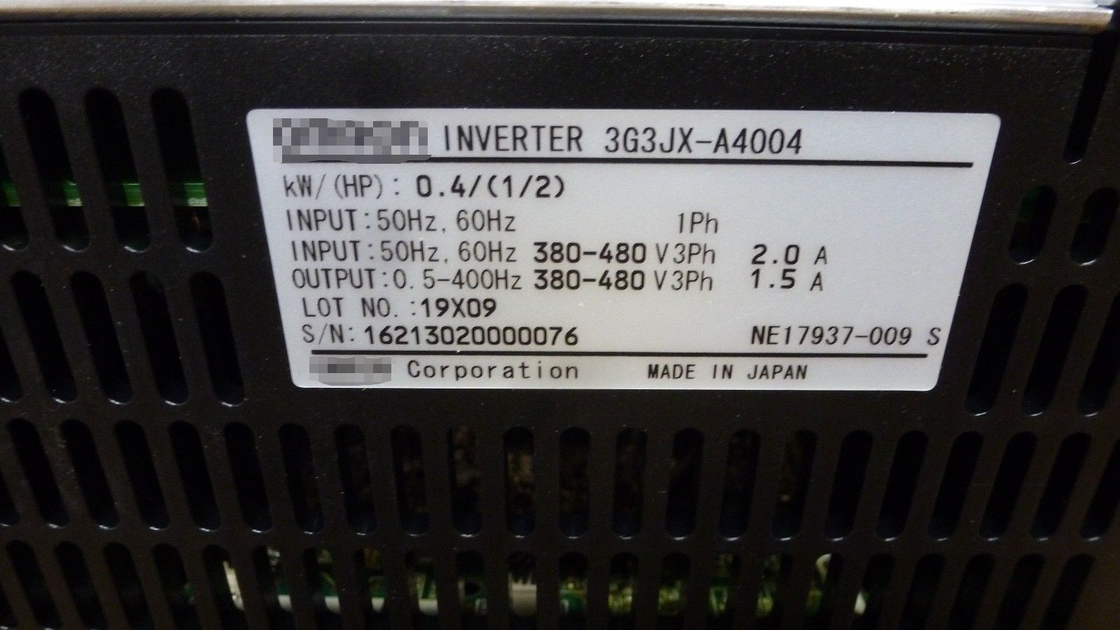 INVERTER 3G3JX-A4004
kW/(HP): 0.4/(1/2)
INPUT:50Hz, 60Hz 1Ph
INPUT:50Hz, 60Hz 380-480 V 3Ph 2.0 A
OUTPUT:0.5-400Hz 380-480 V 3Ph 1.5 A
LOT NO. :19X09
S/N: 16213020000076 NE17937-009 S
Corporation MADE IN JAPAN